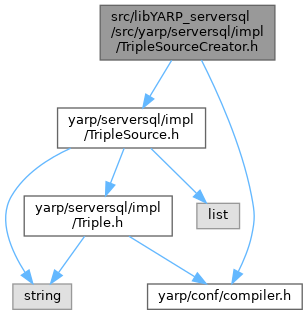 src/libYARP_serversql
/src/yarp/serversql/impl
/TripleSourceCreator.h
yarp/serversql/impl
/TripleSource.h
yarp/serversql/impl
/Triple.h
list
string
yarp/conf/compiler.h